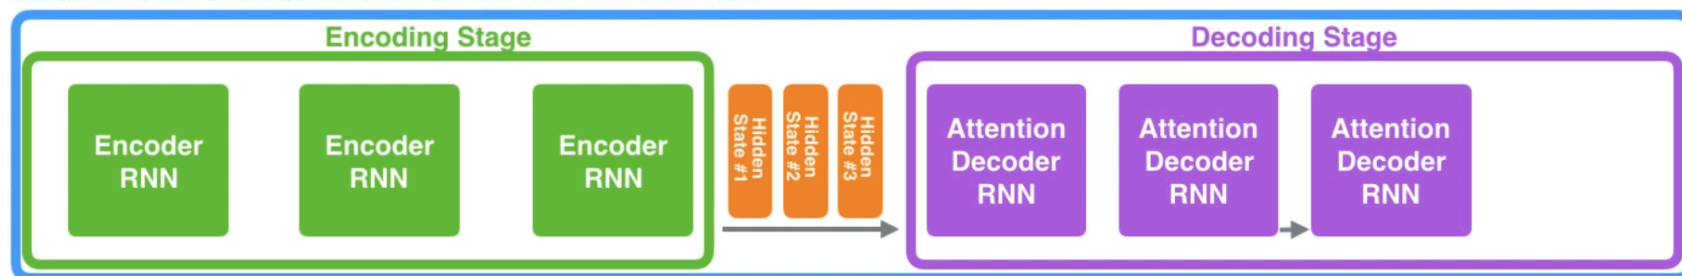 Encoding Stage
Decoding Stage
Encoder
RNN
Encoder
RNN
Encoder
RNN
Hidden
State #1
Hidden
State #2
Hidden
State #3
Attention
Decoder
RNN
Attention
Decoder
RNN
Attention
Decoder
RNN